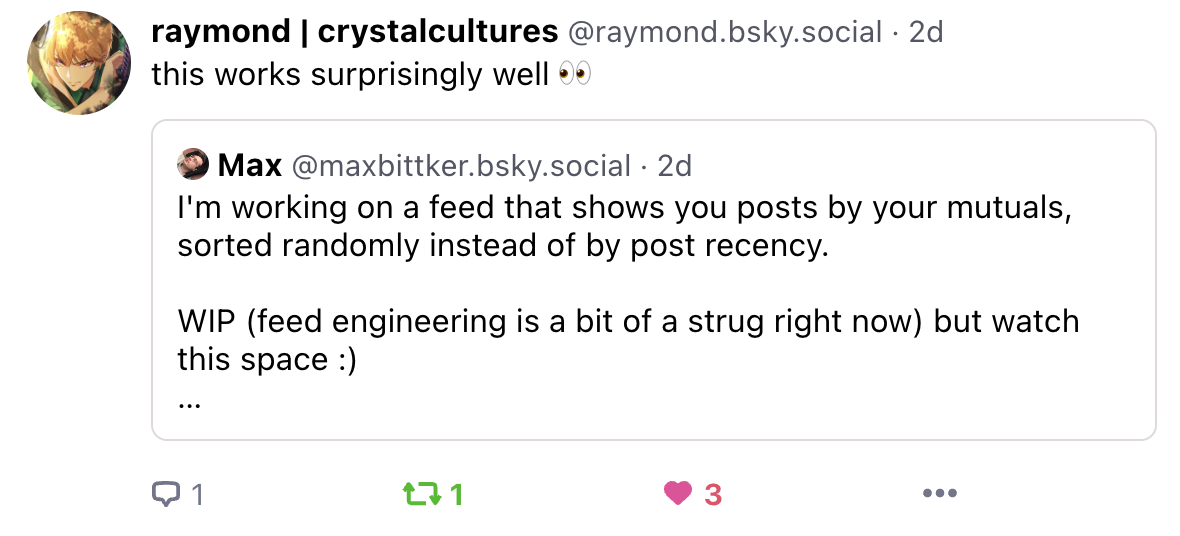 raymond | crystalcultures @raymond.bsky.social · 2d
this works surprisingly well 👀
Max @maxbittker.bsky.social · 2d
I'm working on a feed that shows you posts by your mutuals,
sorted randomly instead of by post recency.
WIP (feed engineering is a bit of a strug right now) but watch
this space :)
...
1 1 3